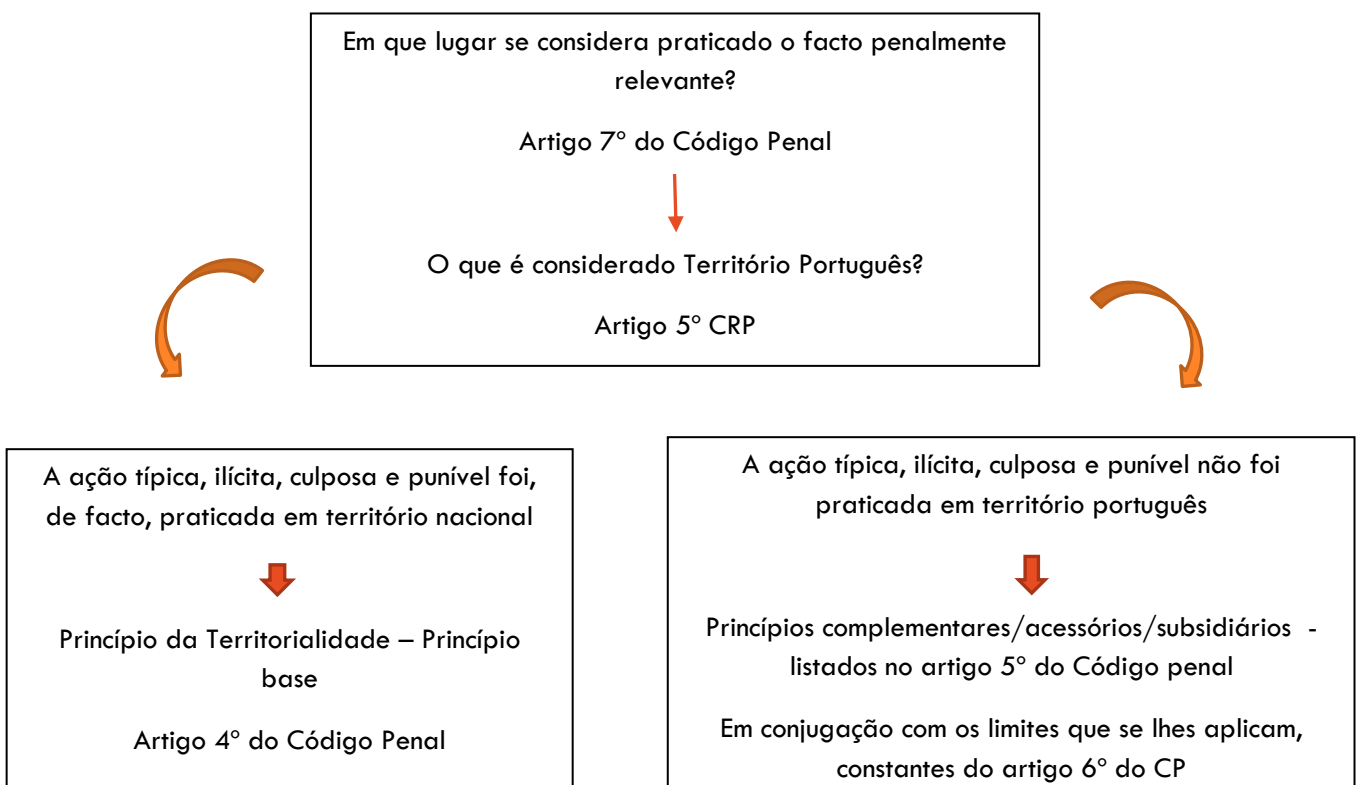 Em que lugar se considera praticado o facto penalmente
relevante?
Artigo 7º do Código Penal
O que é considerado Território Português?
Artigo 5º CRP
A ação típica, ilícita, culposa e punível foi,
de facto, praticada em território nacional
Princípio da Territorialidade – Princípio
base
Artigo 4º do Código Penal
A ação típica, ilícita, culposa e punível não foi
praticada em território português
Princípios complementares/acessórios/subsidiários -
listados no artigo 5º do Código penal
Em conjugação com os limites que se lhes aplicam,
constantes do artigo 6º do CP